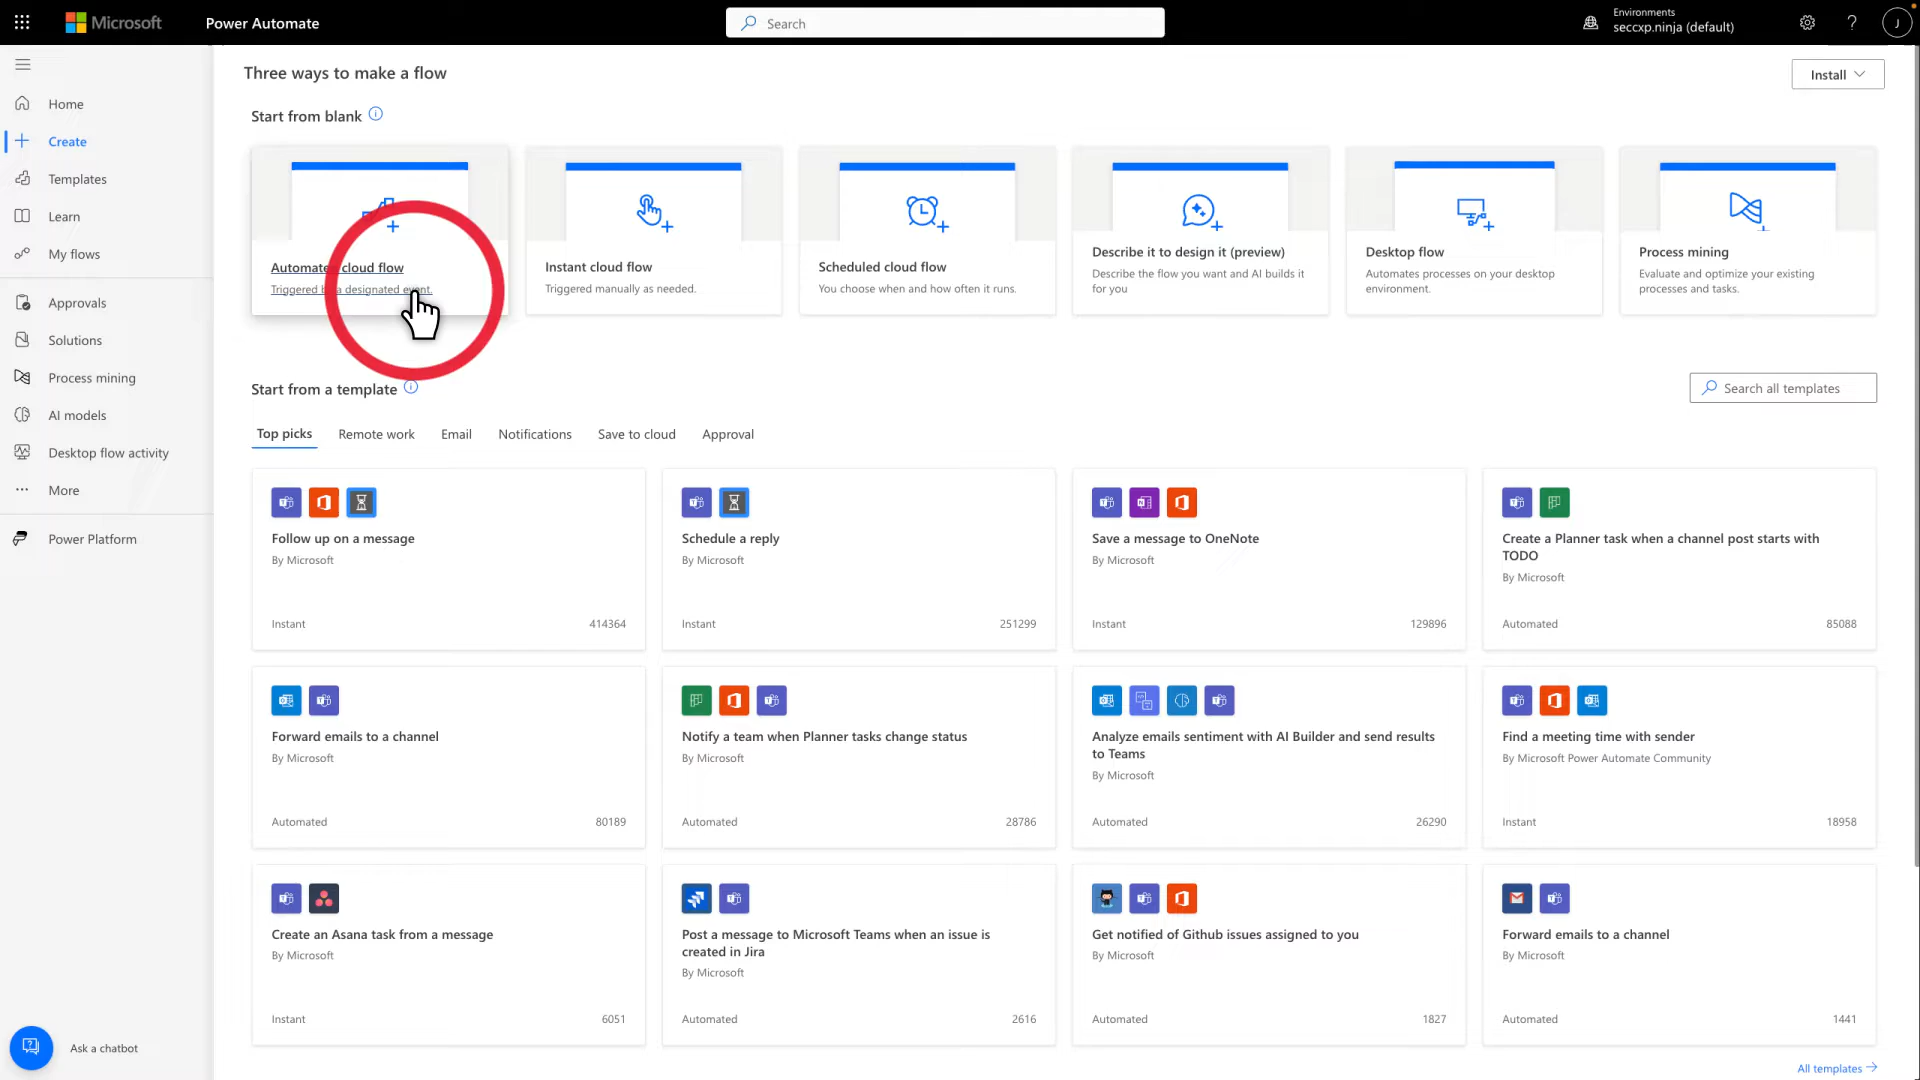 Microsoft
Power Automate
Search
Environments
seccxp.ninja (default)
?
J
Home
Create
Templates
Learn
My flows
Approvals
Solutions
Process mining
AI models
Desktop flow activity
More
Power Platform
Ask a chatbot
Three ways to make a flow
Install
Start from blank
Automated cloud flow
Triggered by a designated event.
Instant cloud flow
Triggered manually as needed.
Scheduled cloud flow
You choose when and how often it runs.
Describe it to design it (preview)
Describe the flow you want and AI builds it
for you
Desktop flow
Automates processes on your desktop
environment.
Process mining
Evaluate and optimize your existing
processes and tasks.
Start from a template
Search all templates
Top picks
Remote work
Email
Notifications
Save to cloud
Approval
Follow up on a message
By Microsoft
Instant
414364
Schedule a reply
By Microsoft
Instant
251299
Save a message to OneNote
By Microsoft
Instant
129896
Create a Planner task when a channel post starts with
TODO
By Microsoft
Automated
85088
Forward emails to a channel
By Microsoft
Automated
80189
Notify a team when Planner tasks change status
By Microsoft
Automated
28786
Analyze emails sentiment with AI Builder and send results
to Teams
By Microsoft
Automated
26290
Find a meeting time with sender
By Microsoft Power Automate Community
Instant
18958
Create an Asana task from a message
By Microsoft
Instant
6051
Post a message to Microsoft Teams when an issue is
created in Jira
By Microsoft
Automated
2616
Get notified of Github issues assigned to you
By Microsoft
Automated
1827
Forward emails to a channel
By Microsoft
Automated
1441
All templates